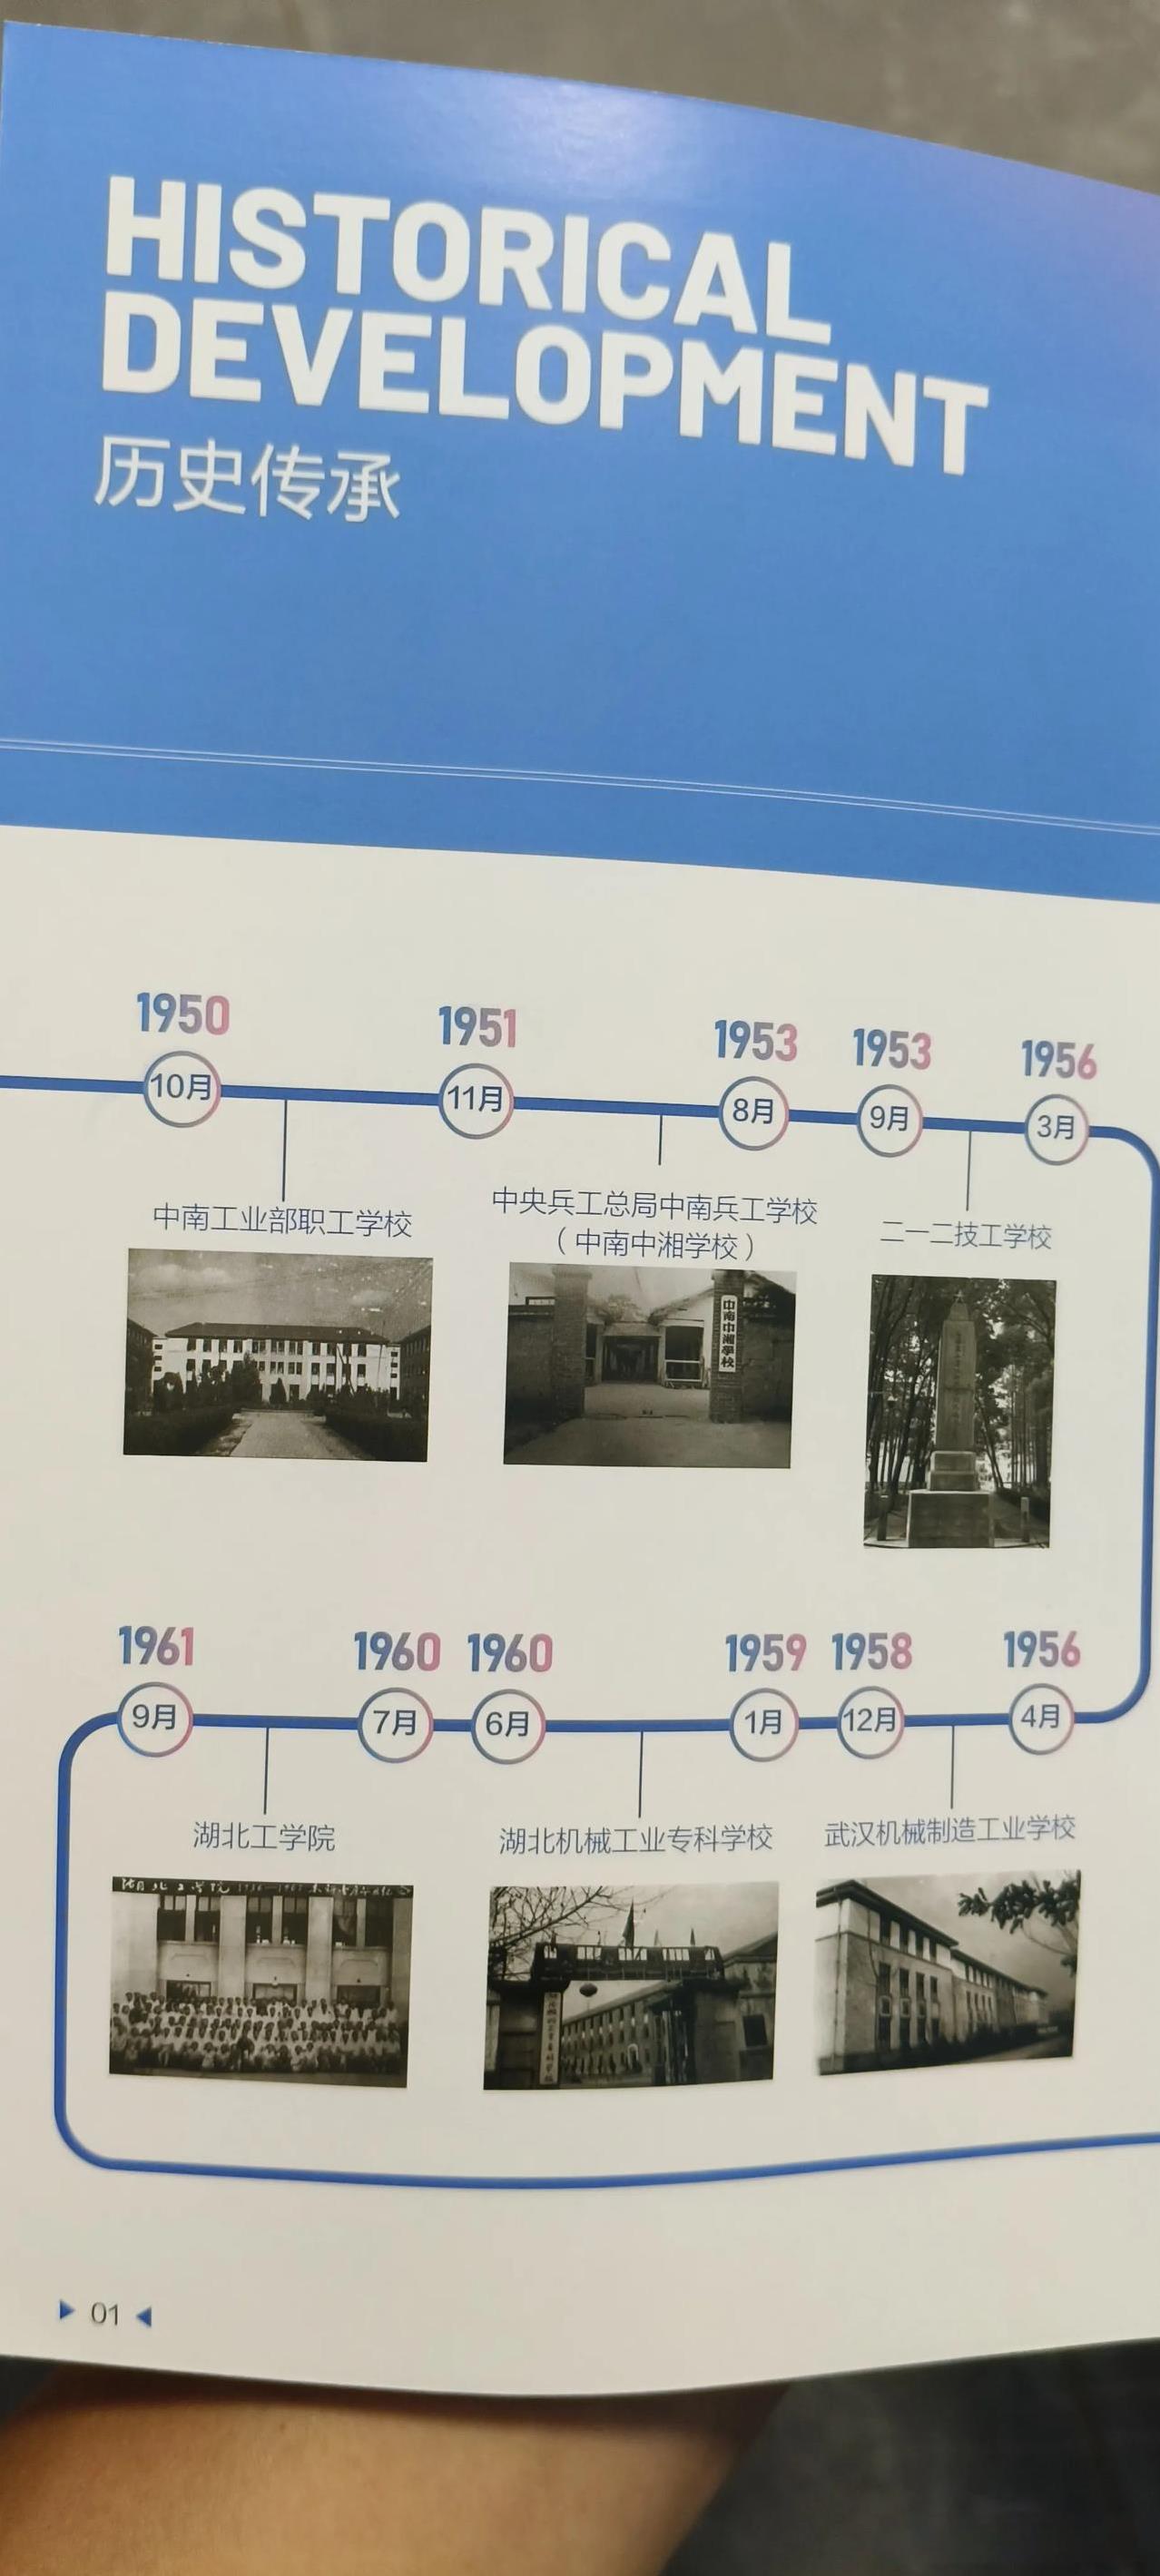 HISTORICAL
DEVELOPMENT
历史传承
1950
10月
1951
11月
1953
8月
1953
9月
1956
3月
中南工业部职工学校
中央兵工总局中南兵工学校
（中南中湘学校）
二一二技工学校
中南中湘學校
1961
9月
1960
7月
1960
6月
1959
1月
1958
12月
1956
4月
湖北工学院
湖北机械工业专科学校
武汉机械制造工业学校
湖北工学院
01